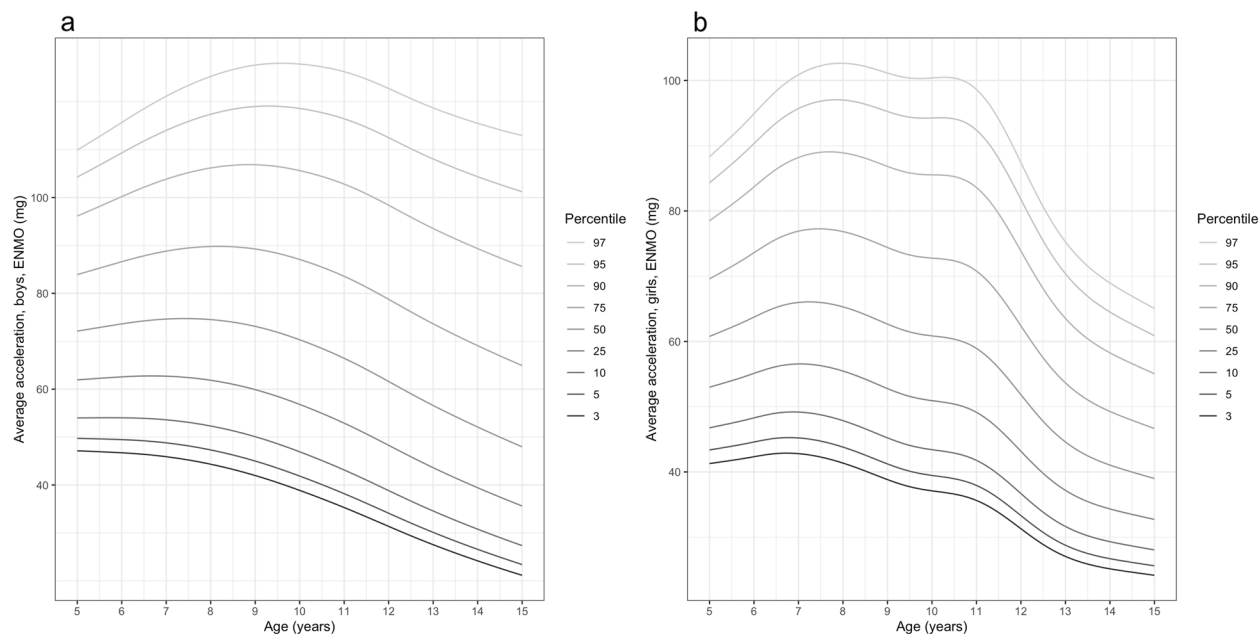 a
Average acceleration, boys, ENMO (mg)
100
80
60
40
5 6 7 8 9 10 11 12 13 14 15
Age (years)
Percentile
97
95
90
75
50
25
10
5
3
b
Average acceleration, girls, ENMO (mg)
100
80
60
40
5 6 7 8 9 10 11 12 13 14 15
Age (years)
Percentile
97
95
90
75
50
25
10
5
3